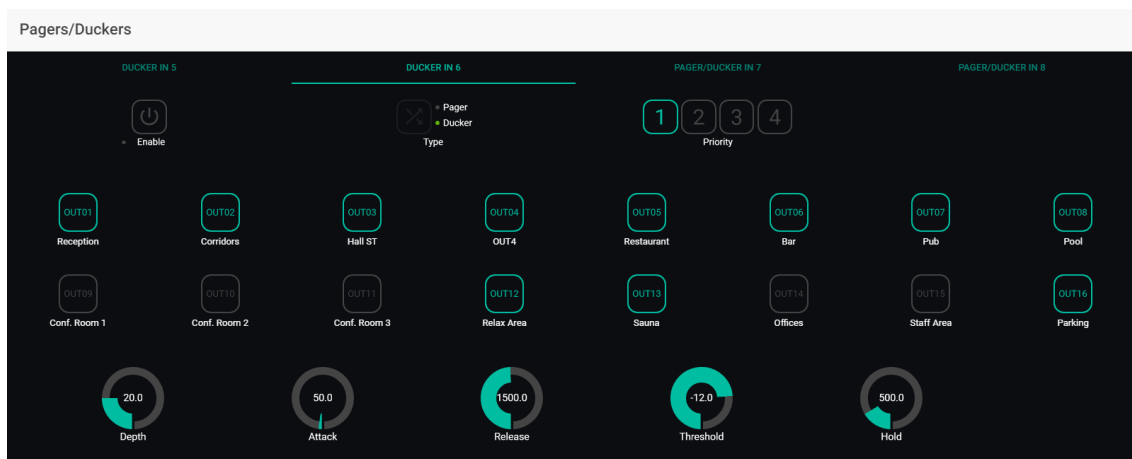 Pagers/Duckers
DUCKER IN 5 DUCKER IN 6 PAGER/DUCKER IN 7 PAGER/DUCKER IN 8
Pager
Ducker
1 2 3 4
Enable Type Priority
OUT01 OUT02 OUT03 OUT04 OUT05 OUT06 OUT07 OUT08
Reception Corridors Hall ST OUT4 Restaurant Bar Pub Pool
OUT09 OUT10 OUT11 OUT12 OUT13 OUT14 OUT15 OUT16
Conf. Room 1 Conf. Room 2 Conf. Room 3 Relax Area Sauna Offices Staff Area Parking
20.0 50.0 1500.0 -12.0 500.0
Depth Attack Release Threshold Hold